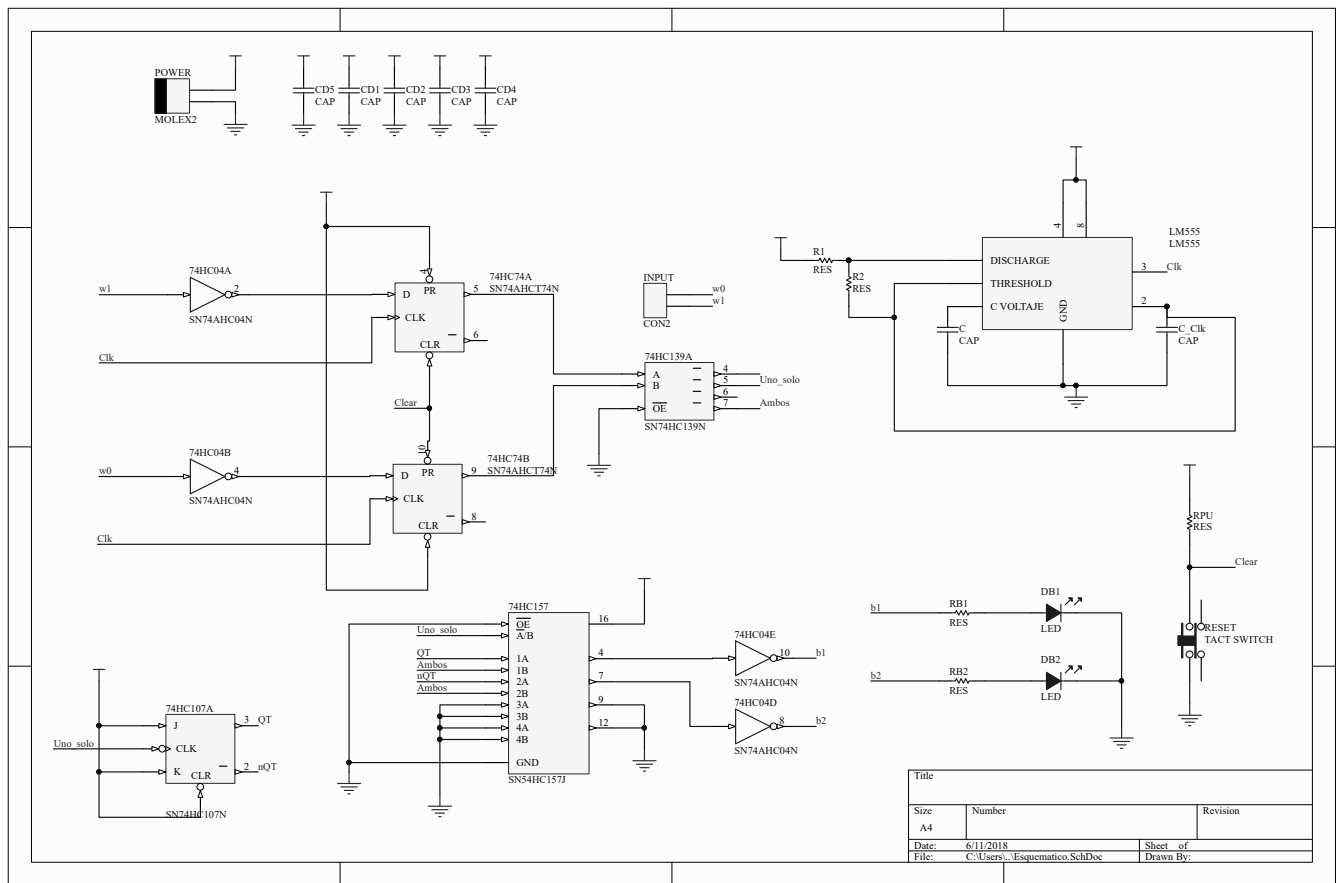 POWER
MOLEX2
CD5
CAP
CD1
CAP
CD2
CAP
CD3
CAP
CD4
CAP
w1
74HC04A
2
SN74AHC04N
Clk
4
D
PR
CLK
CLR
5
6
74HC74A
SN74AHCT74N
Clear
w0
74HC04B
4
SN74AHC04N
Clk
10
D
PR
CLK
CLR
9
8
74HC74B
SN74AHCT74N
INPUT
w0
w1
CON2
74HC139A
A
B
OE
4
5
6
7
Uno_solo
Ambos
SN74HC139N
R1
RES
R2
RES
4
8
LM555
LM555
DISCHARGE
THRESHOLD
C VOLTAJE
GND
3
Clk
2
C
CAP
C_Clk
CAP
RPU
RES
Clear
RESET
TACT SWITCH
b1
RB1
RES
DB1
LED
b2
RB2
RES
DB2
LED
74HC107A
J
CLK
K
CLR
Uno_solo
3
QT
2
nQT
SN74HC107N
74HC157
OE
A/B
1A
1B
2A
2B
3A
3B
4A
4B
GND
Uno_solo
QT
Ambos
nQT
Ambos
16
4
7
9
12
SN54HC157J
74HC04E
10
b1
SN74AHC04N
74HC04D
8
b2
SN74AHC04N
Title
Size
A4
Number
Revision
Date:
6/11/2018
Sheet of
File:
C:\Users\..\Esquematico.SchDoc
Drawn By: